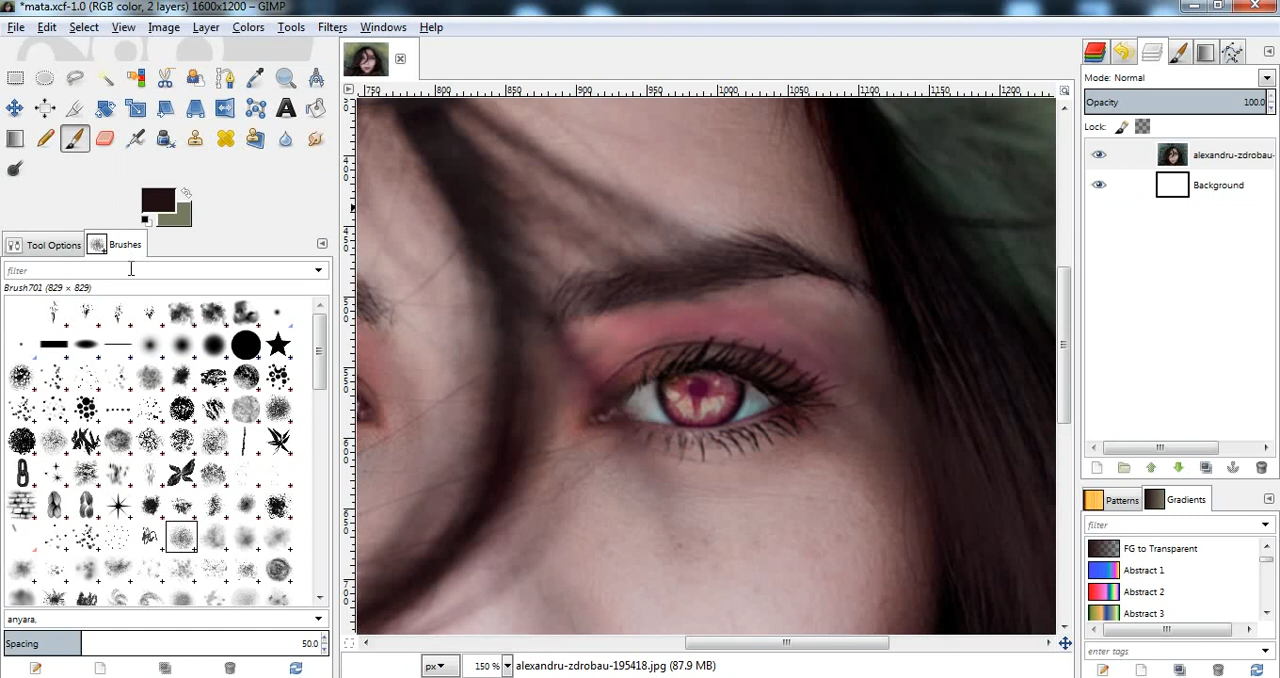 *mata.xcf-1.0 (RGB color, 2 layers) 1600x1200 – GIMP
File Edit Select View Image Layer Colors Tools Filters Windows Help
Mode: Normal
Opacity 100.0
Lock:
alexandru-zdrobau-
Background
750 800 850 900 950 1000 1050 1100 1150 1200
Tool Options Brushes
filter
Brush701 (829 × 829)
anyara,
Spacing 50.0
Patterns Gradients
filter
FG to Transparent
Abstract 1
Abstract 2
Abstract 3
enter tags
px 150 % alexandru-zdrobau-195418.jpg (87.9 MB)